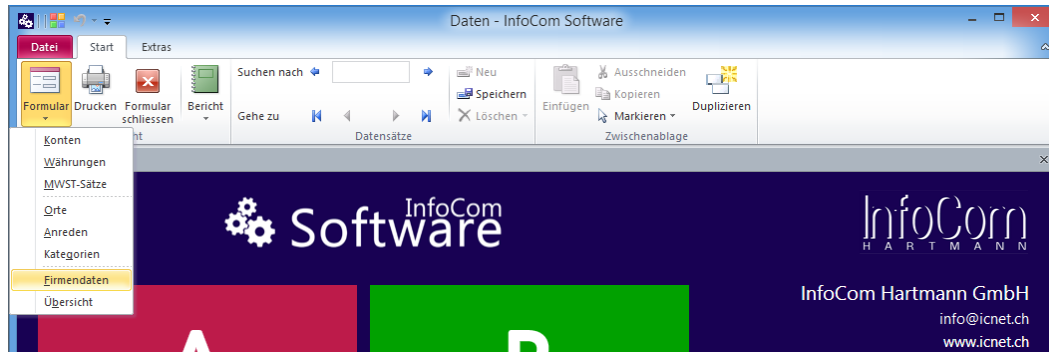 Daten - InfoCom Software
Datei Start Extras
Formular Drucken Formular schliessen Bericht
Suchen nach
Gehe zu
Neu
Speichern
Löschen
Datensätze
Einfügen
Ausschneiden
Kopieren
Markieren
Duplizieren
Zwischenablage
Konten
Währungen
MWST-Sätze
Orte
Anreden
Kategorien
Firmendaten
Übersicht
InfoCom
Software
InfoCom
HARTMANN
InfoCom Hartmann GmbH
info@icnet.ch
www.icnet.ch